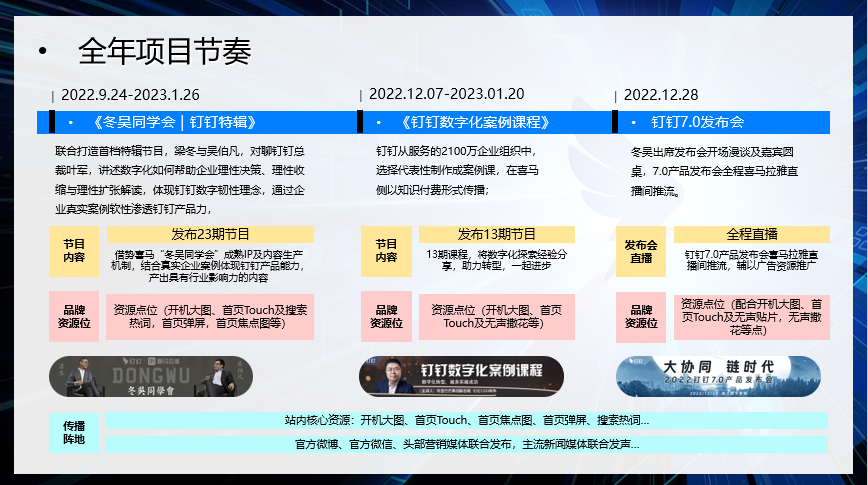 • 全年项目节奏
| 2022.9.24-2023.1.26
• 《冬吴同学会 | 钉钉特辑》
联合打造首档特辑节目，梁冬与吴伯凡，对聊钉钉总
裁叶军，讲述数字化如何帮助企业理性决策、理性收
缩与理性扩张解读，体现钉钉数字韧性理念，通过企
业真实案例软性渗透钉钉产品力，
节目
内容
发布23期节目
借势喜马“冬吴同学会”成熟IP及内容生产
机制，结合真实企业案例体现钉钉产品能力，
产出具有行业影响力的内容
品牌
资源位
资源点位（开机大图、首页Touch及搜索
热词，首页弹屏，首页焦点图等）
钉钉
喜马拉雅
DONGWU
冬吴同學會
| 2022.12.07-2023.01.20
• 《钉钉数字化案例课程》
钉钉从服务的2100万企业组织中，
选择代表性制作成案例，在喜马
侧以知识付费形式传播；
节目
内容
发布13期节目
13期课程，将数字化探索经验分
享，助力转型，一起进步
品牌
资源位
资源点位（开机大图、首页
Touch及无声撒花等）
钉钉
钉钉数字化案例课程
| 2022.12.28
• 钉钉7.0发布会
冬吴出席发布会开场漫谈及嘉宾圆
桌，7.0产品发布会全程喜马拉雅直
播间推流。
发布会
直播
全程直播
钉钉7.0产品发布会喜马拉雅直
播间推流，辅以广告资源推广
品牌
资源位
资源点位（配合开机大图、首
页Touch及无声贴片，无声撒
花等点）
钉钉
大协同 链时代
2022钉钉7.0产品发布会
传播
阵地
站内核心资源：开机大图、首页Touch、首页焦点图、首页弹屏、搜索热词...
官方微博、官方微信、头部营销媒体联合发布，主流新闻媒体联合发声...